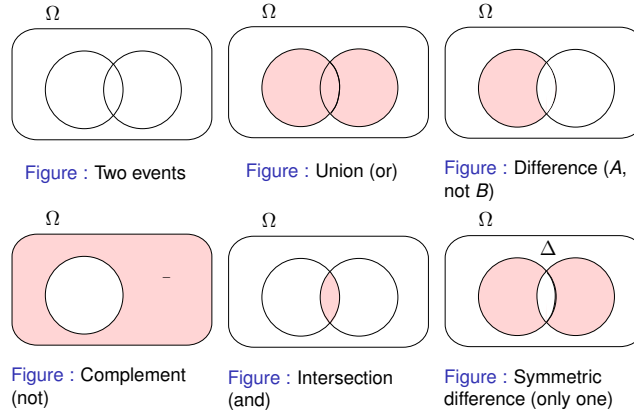 Ω
Ω
Ω
Figure : Two events
Figure : Union (or)
Figure : Difference (A,
not B)
Ω
Ω
Ω
Δ
–
Figure : Complement
(not)
Figure : Intersection
(and)
Figure : Symmetric
difference (only one)